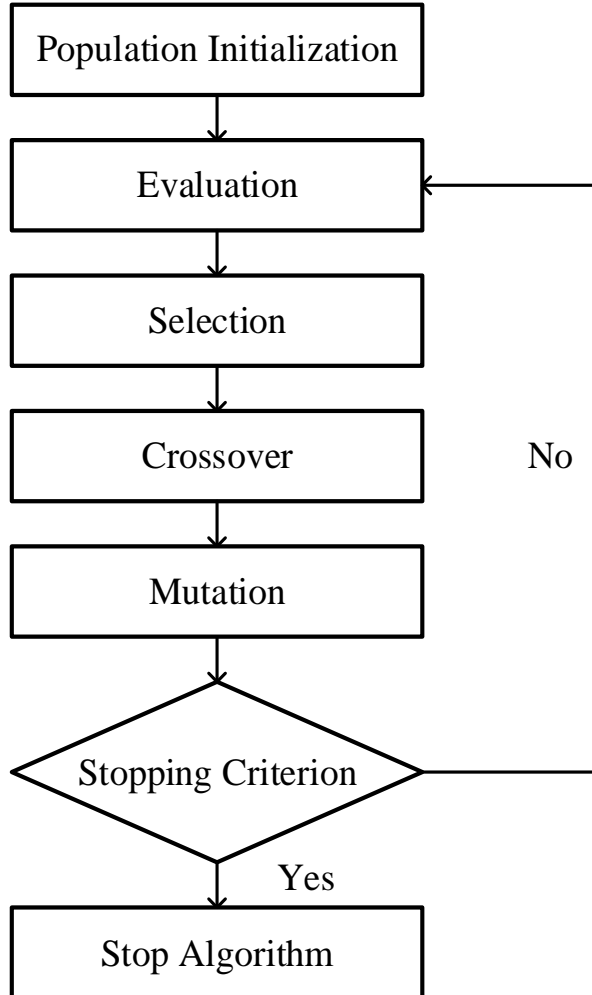 Population Initialization
Evaluation
Selection
Crossover
No
Mutation
Stopping Criterion
Yes
Stop Algorithm